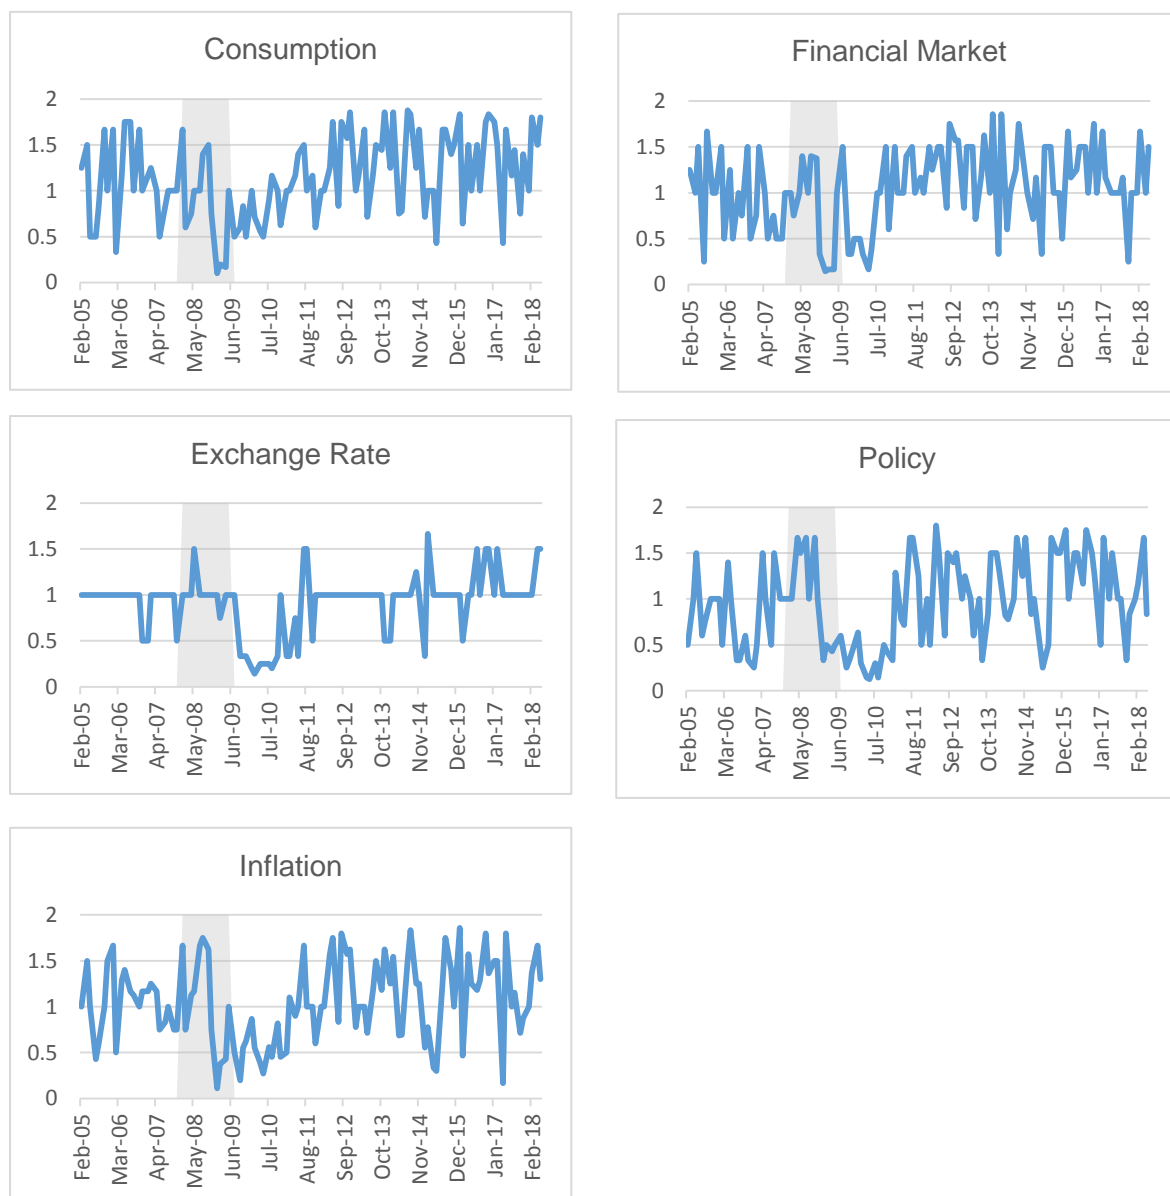 Consumption
2
1.5
1
0.5
0
Feb-05
Mar-06
Apr-07
May-08
Jun-09
Jul-10
Aug-11
Sep-12
Oct-13
Nov-14
Dec-15
Jan-17
Feb-18
Financial Market
2
1.5
1
0.5
0
Feb-05
Mar-06
Apr-07
May-08
Jun-09
Jul-10
Aug-11
Sep-12
Oct-13
Nov-14
Dec-15
Jan-17
Feb-18
Exchange Rate
2
1.5
1
0.5
0
Feb-05
Mar-06
Apr-07
May-08
Jun-09
Jul-10
Aug-11
Sep-12
Oct-13
Nov-14
Dec-15
Jan-17
Feb-18
Policy
2
1.5
1
0.5
0
Feb-05
Mar-06
Apr-07
May-08
Jun-09
Jul-10
Aug-11
Sep-12
Oct-13
Nov-14
Dec-15
Jan-17
Feb-18
Inflation
2
1.5
1
0.5
0
Feb-05
Mar-06
Apr-07
May-08
Jun-09
Jul-10
Aug-11
Sep-12
Oct-13
Nov-14
Dec-15
Jan-17
Feb-18